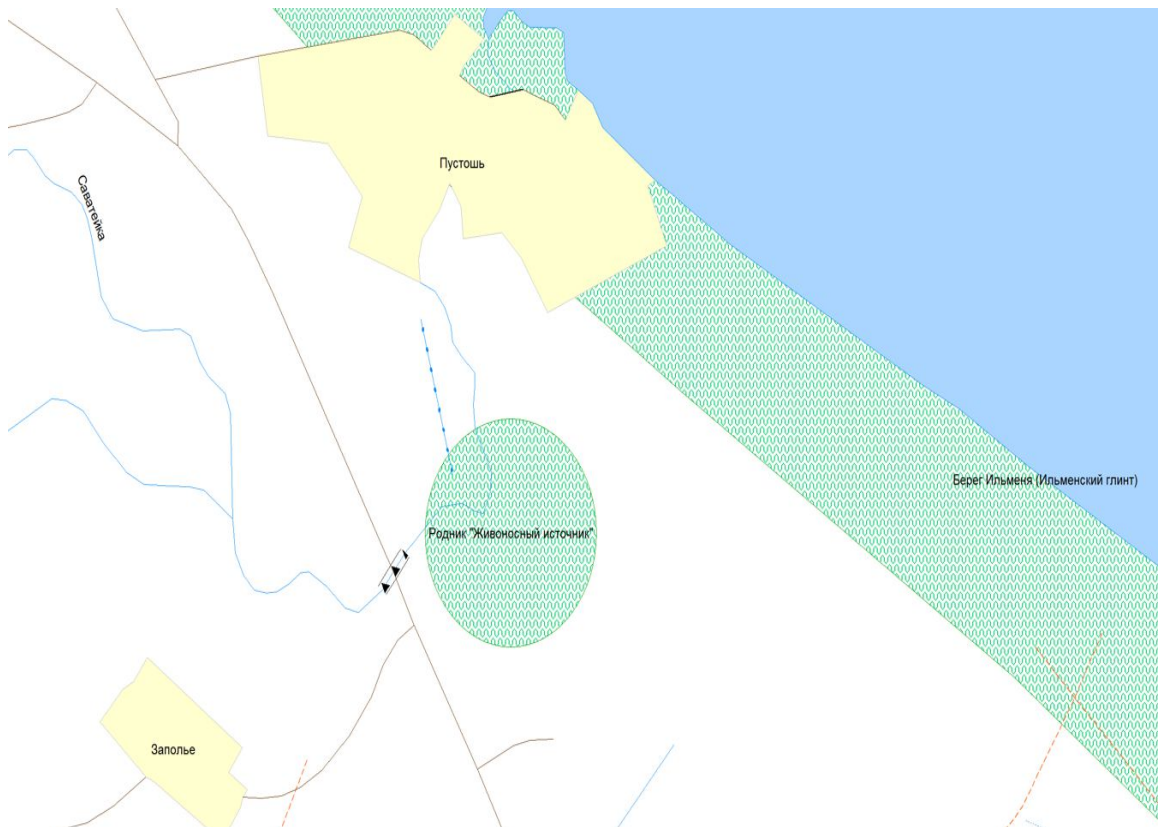 Пустошь
Саватейка
Берег Ильменя (Ильменский глинт)
Родник "Живоносный источник"
Заполье